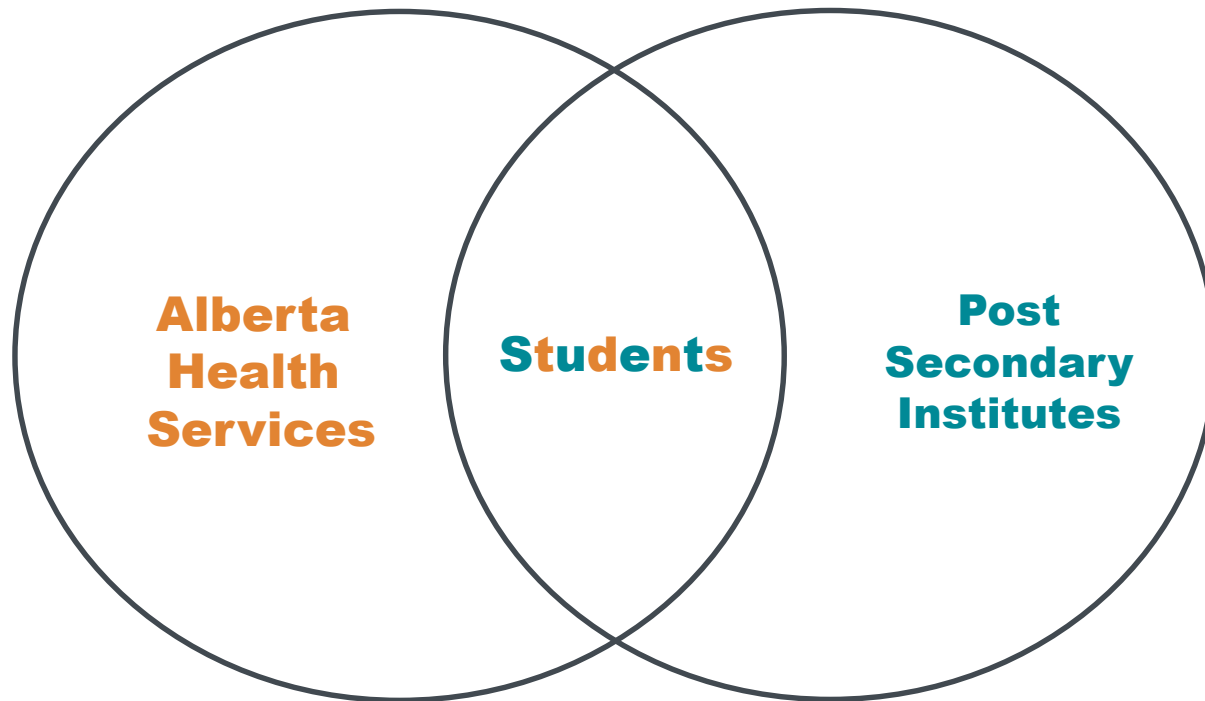 Alberta
Health
Services
Students
Post
Secondary
Institutes